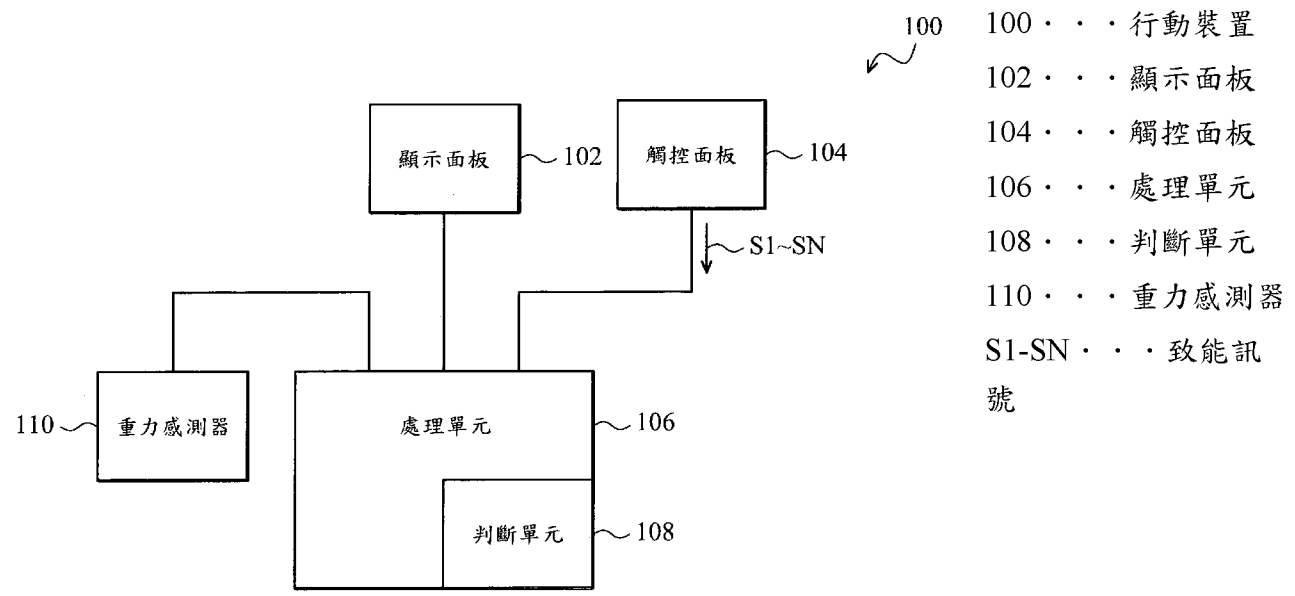 100
顯示面板
102
觸控面板
104
S1~SN
110
重力感測器
處理單元
106
判斷單元
108
100‧‧‧行動裝置
102‧‧‧顯示面板
104‧‧‧觸控面板
106‧‧‧處理單元
108‧‧‧判斷單元
110‧‧‧重力感測器
S1-SN‧‧‧致能訊
號